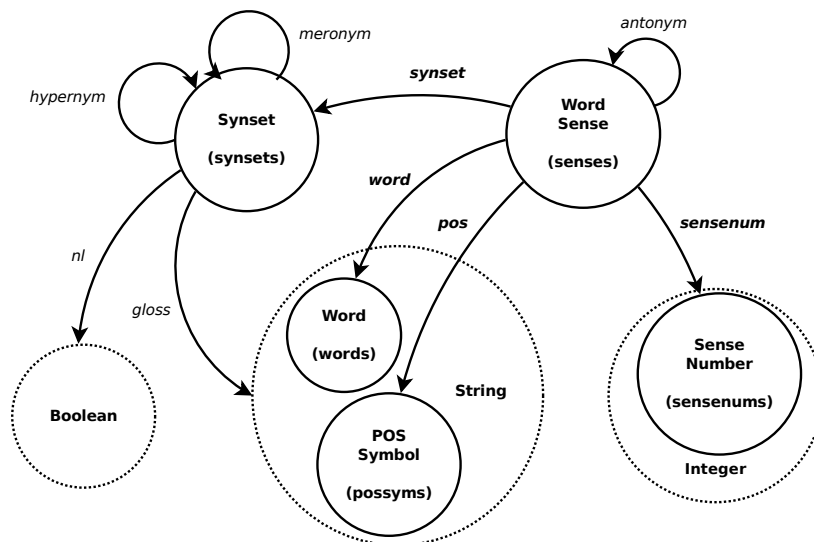 antonym
meronym
synset
hypernym
Synset
(synsets)
Word
Sense
(senses)
word
pos
sensenum
nl
gloss
Word
(words)
String
Boolean
POS
Symbol
(possyms)
Sense
Number
(sensenums)
Integer